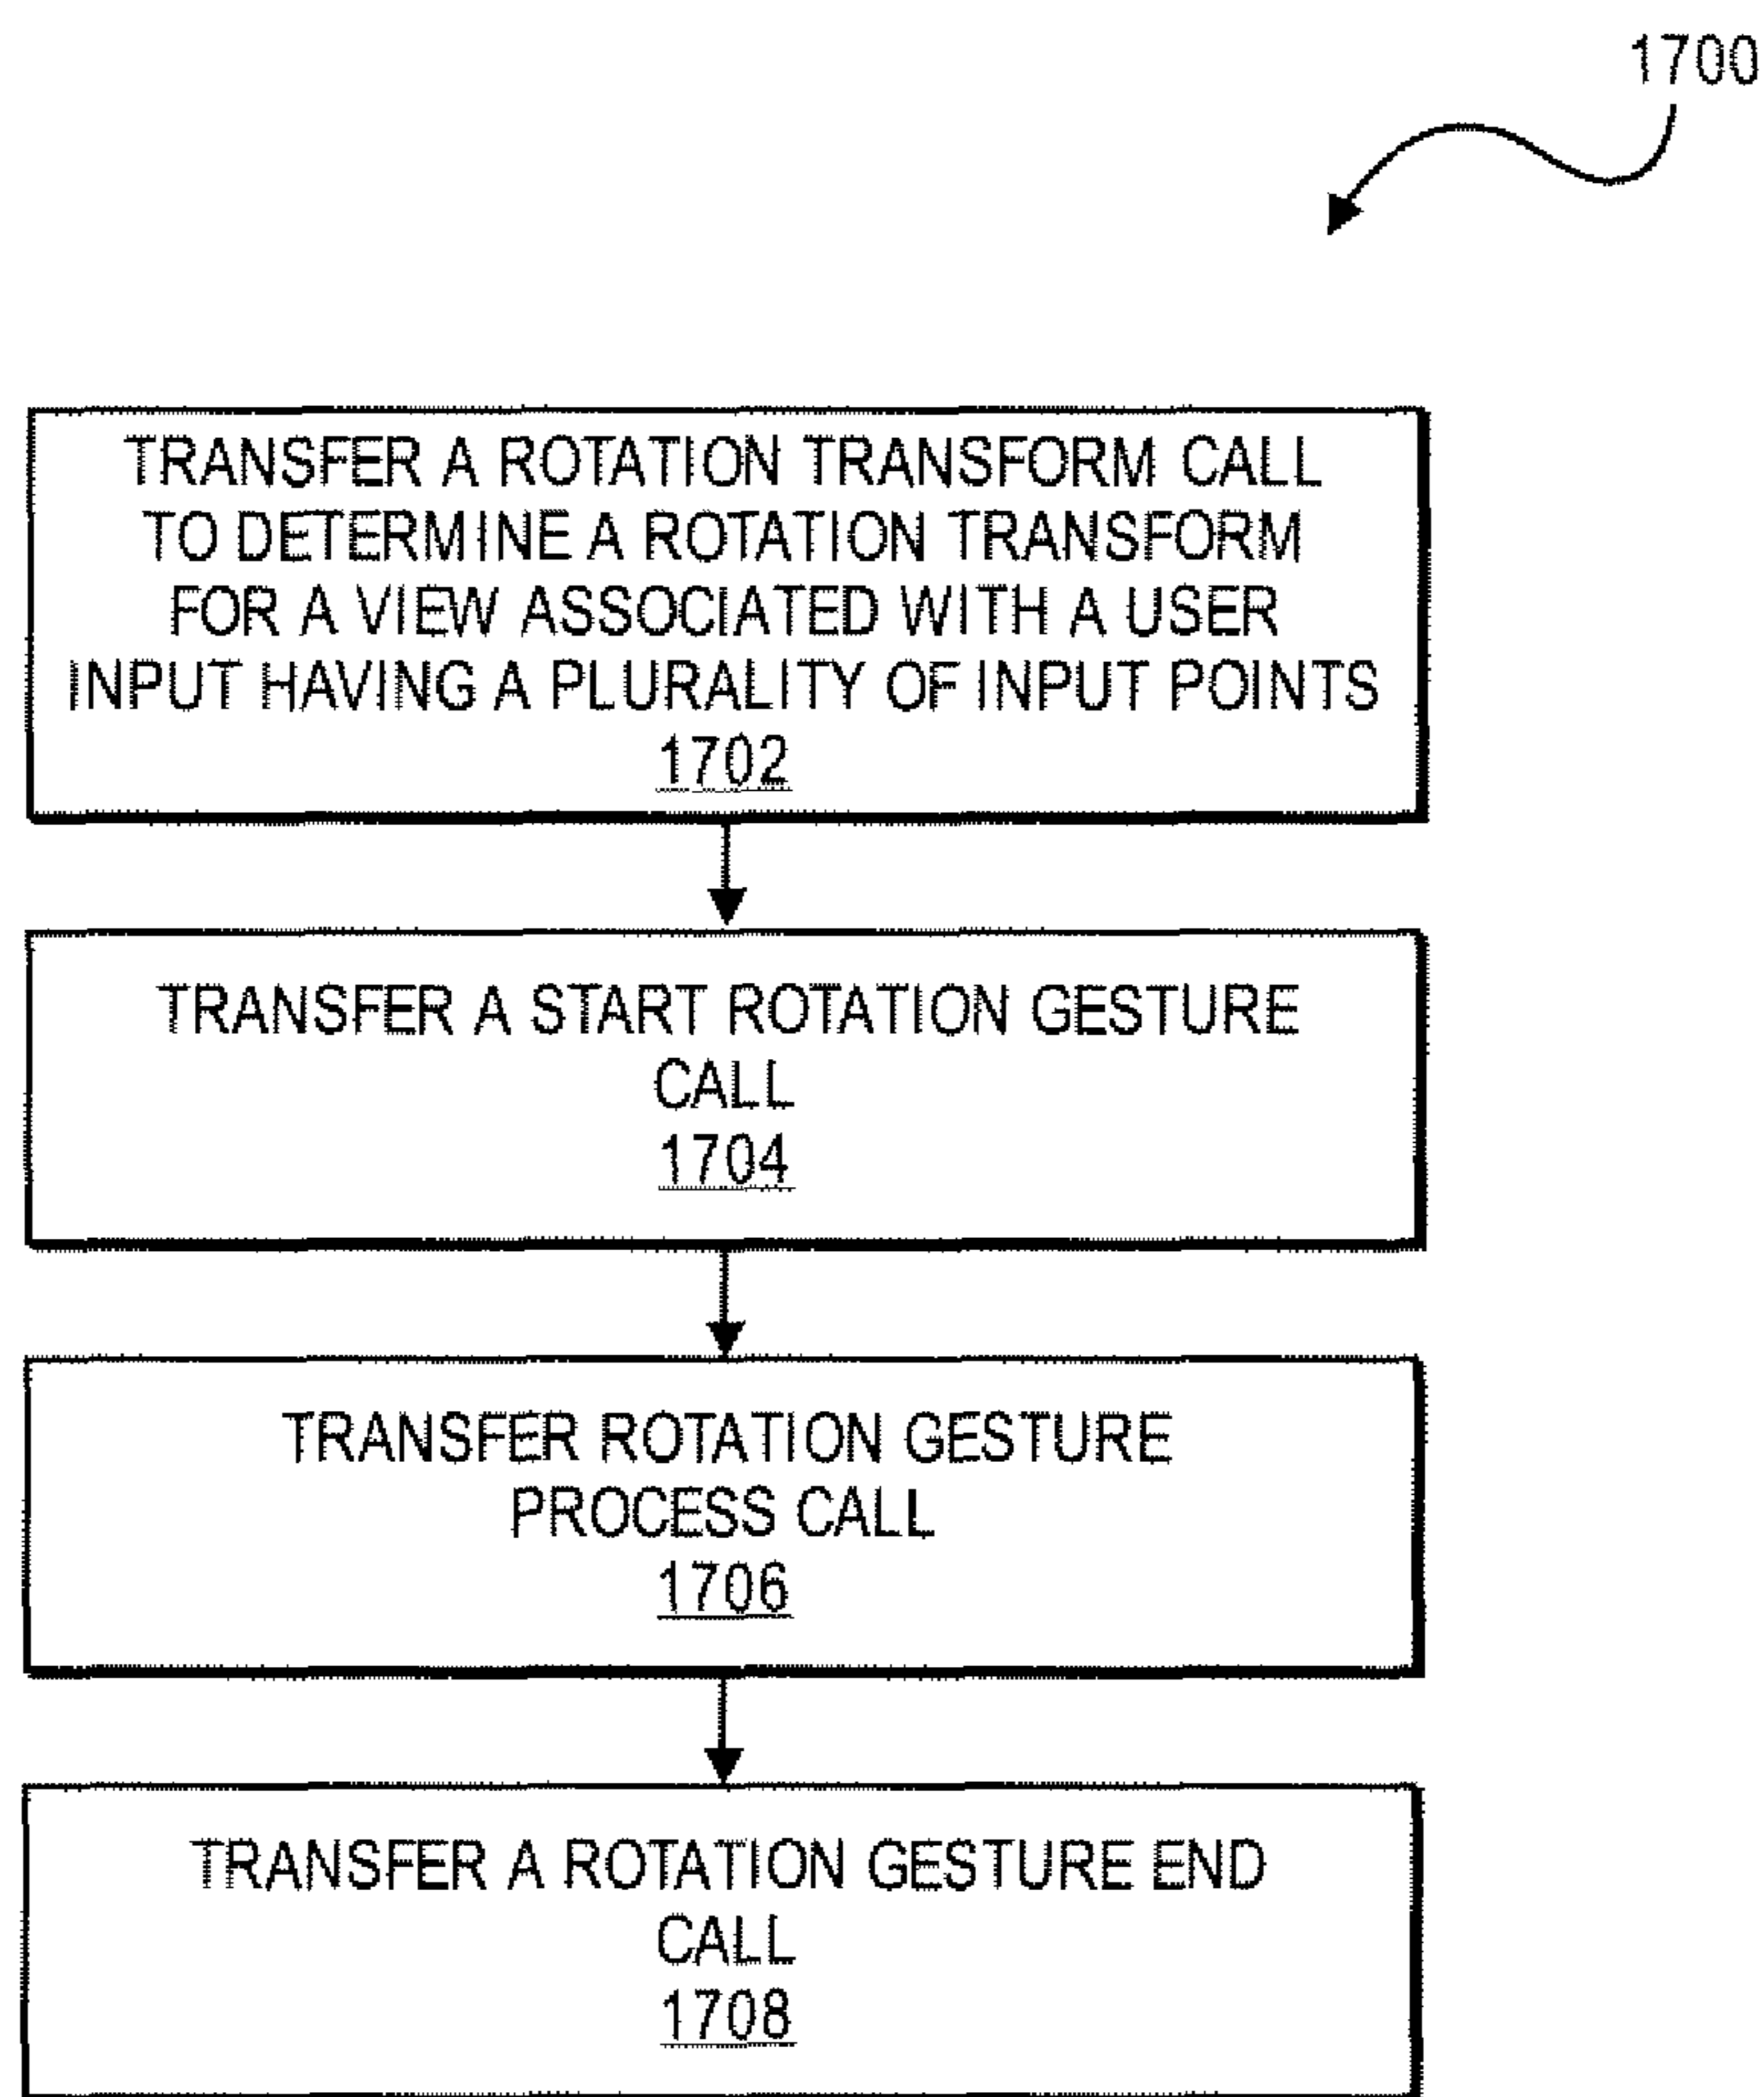 1700
TRANSFER A ROTATION TRANSFORM CALL
TO DETERMINE A ROTATION TRANSFORM
FOR A VIEW ASSOCIATED WITH A USER
INPUT HAVING A PLURALITY OF INPUT POINTS
1702
TRANSFER A START ROTATION GESTURE
CALL
1704
TRANSFER ROTATION GESTURE
PROCESS CALL
1706
TRANSFER A ROTATION GESTURE END
CALL
1708